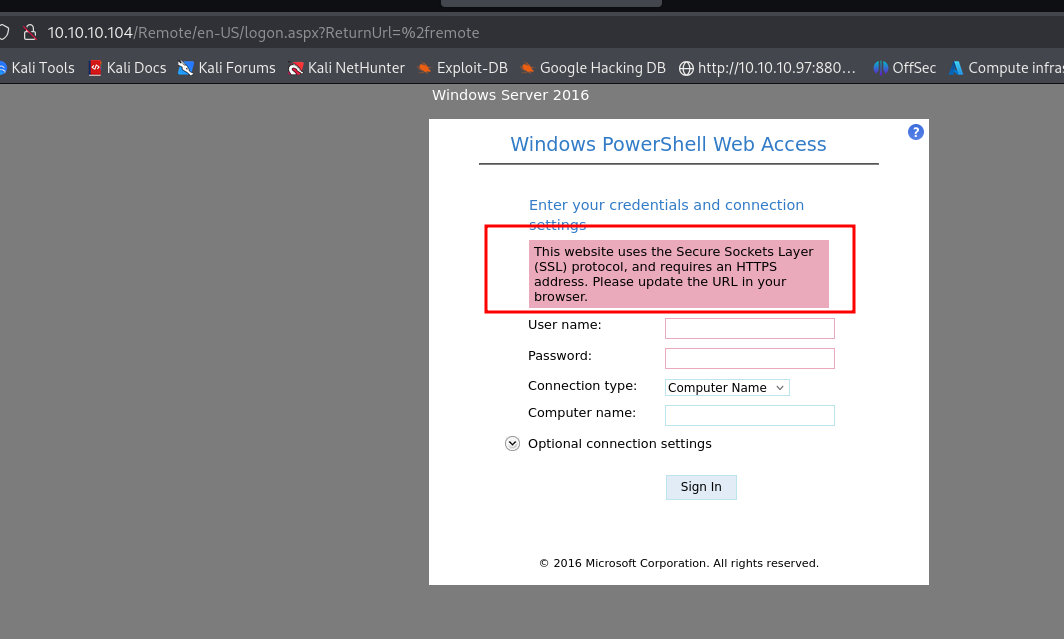 10.10.10.104/Remote/en-US/logon.aspx?ReturnUrl=%2fremote
Kali Tools Kali Docs Kali Forums Kali NetHunter Exploit-DB Google Hacking DB http://10.10.10.97:880… OffSec Compute infras
Windows Server 2016
?
Windows PowerShell Web Access
Enter your credentials and connection
settings
This website uses the Secure Sockets Layer
(SSL) protocol, and requires an HTTPS
address. Please update the URL in your
browser.
User name:
Password:
Connection type: Computer Name
Computer name:
Optional connection settings
Sign In
© 2016 Microsoft Corporation. All rights reserved.